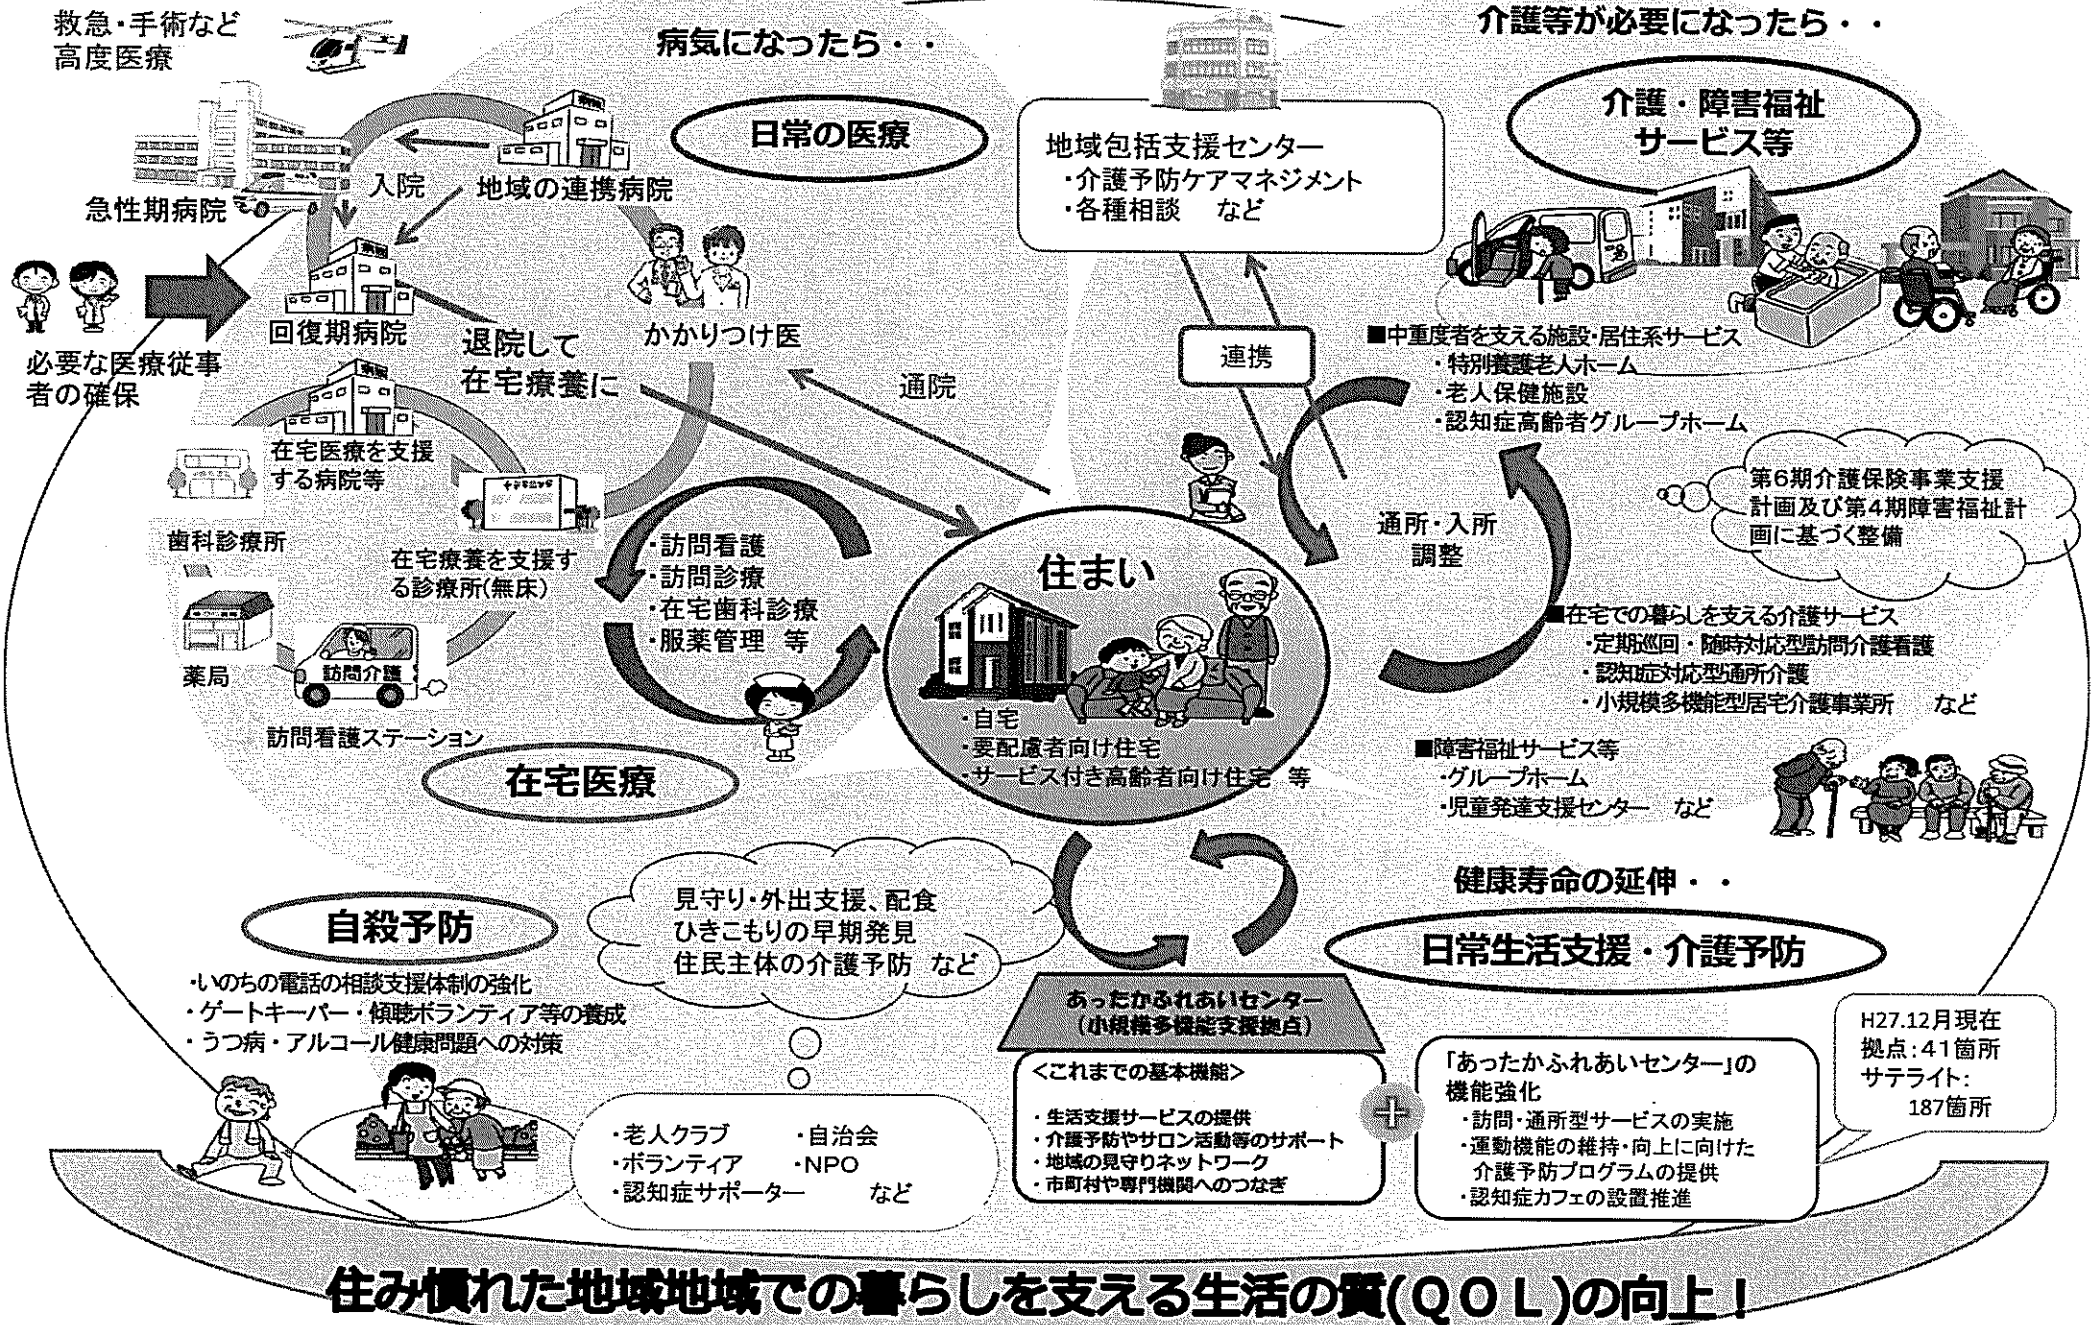 救急・手術など
高度医療
病気になったら・・
日常の医療
病院
地域の連携病院
入院
急性期病院
病院
回復期病院
必要な医療従事
者の確保
かかりつけ医
退院して
在宅療養に
通院
病院
在宅医療を支援
する病院等
歯科診療所
在宅療養を支援す
る診療所(無床)
薬局
訪問介護
訪問看護ステーション
在宅医療
・訪問看護
・訪問診療
・在宅歯科診療
・服薬管理 等
地域包括支援センター
・介護予防ケアマネジメント
・各種相談 など
連携
介護等が必要になったら・・
介護・障害福祉
サービス等
■中重度者を支える施設・居住系サービス
・特別養護老人ホーム
・老人保健施設
・認知症高齢者グループホーム
通所・入所
調整
第6期介護保険事業支援
計画及び第4期障害福祉計
画に基づく整備
■在宅での暮らしを支える介護サービス
・定期巡回・随時対応型訪問介護看護
・認知症対応型通所介護
・小規模多機能型居宅介護事業所 など
■障害福祉サービス等
・グループホーム
・児童発達支援センター など
住まい
・自宅
・要配慮者向け住宅
・サービス付き高齢者向け住宅 等
自殺予防
・いのちの電話の相談支援体制の強化
・ゲートキーパー・傾聴ボランティア等の養成
・うつ病・アルコール健康問題への対策
見守り・外出支援、配食
ひきこもりの早期発見
住民主体の介護予防 など
・老人クラブ ・自治会
・ボランティア ・NPO
・認知症サポーター など
健康寿命の延伸・・
日常生活支援・介護予防
あったかふれあいセンター
(小規模多機能支援拠点)
<これまでの基本機能>
・生活支援サービスの提供
・介護予防やサロン活動等のサポート
・地域の見守りネットワーク
・市町村や専門機関へのつなぎ
+
「あったかふれあいセンター」の
機能強化
・訪問・通所型サービスの実施
・運動機能の維持・向上に向けた
介護予防プログラムの提供
・認知症カフェの設置推進
H27.12月現在
拠点:41箇所
サテライト:
187箇所
住み慣れた地域地域での暮らしを支える生活の質(QOL)の向上!